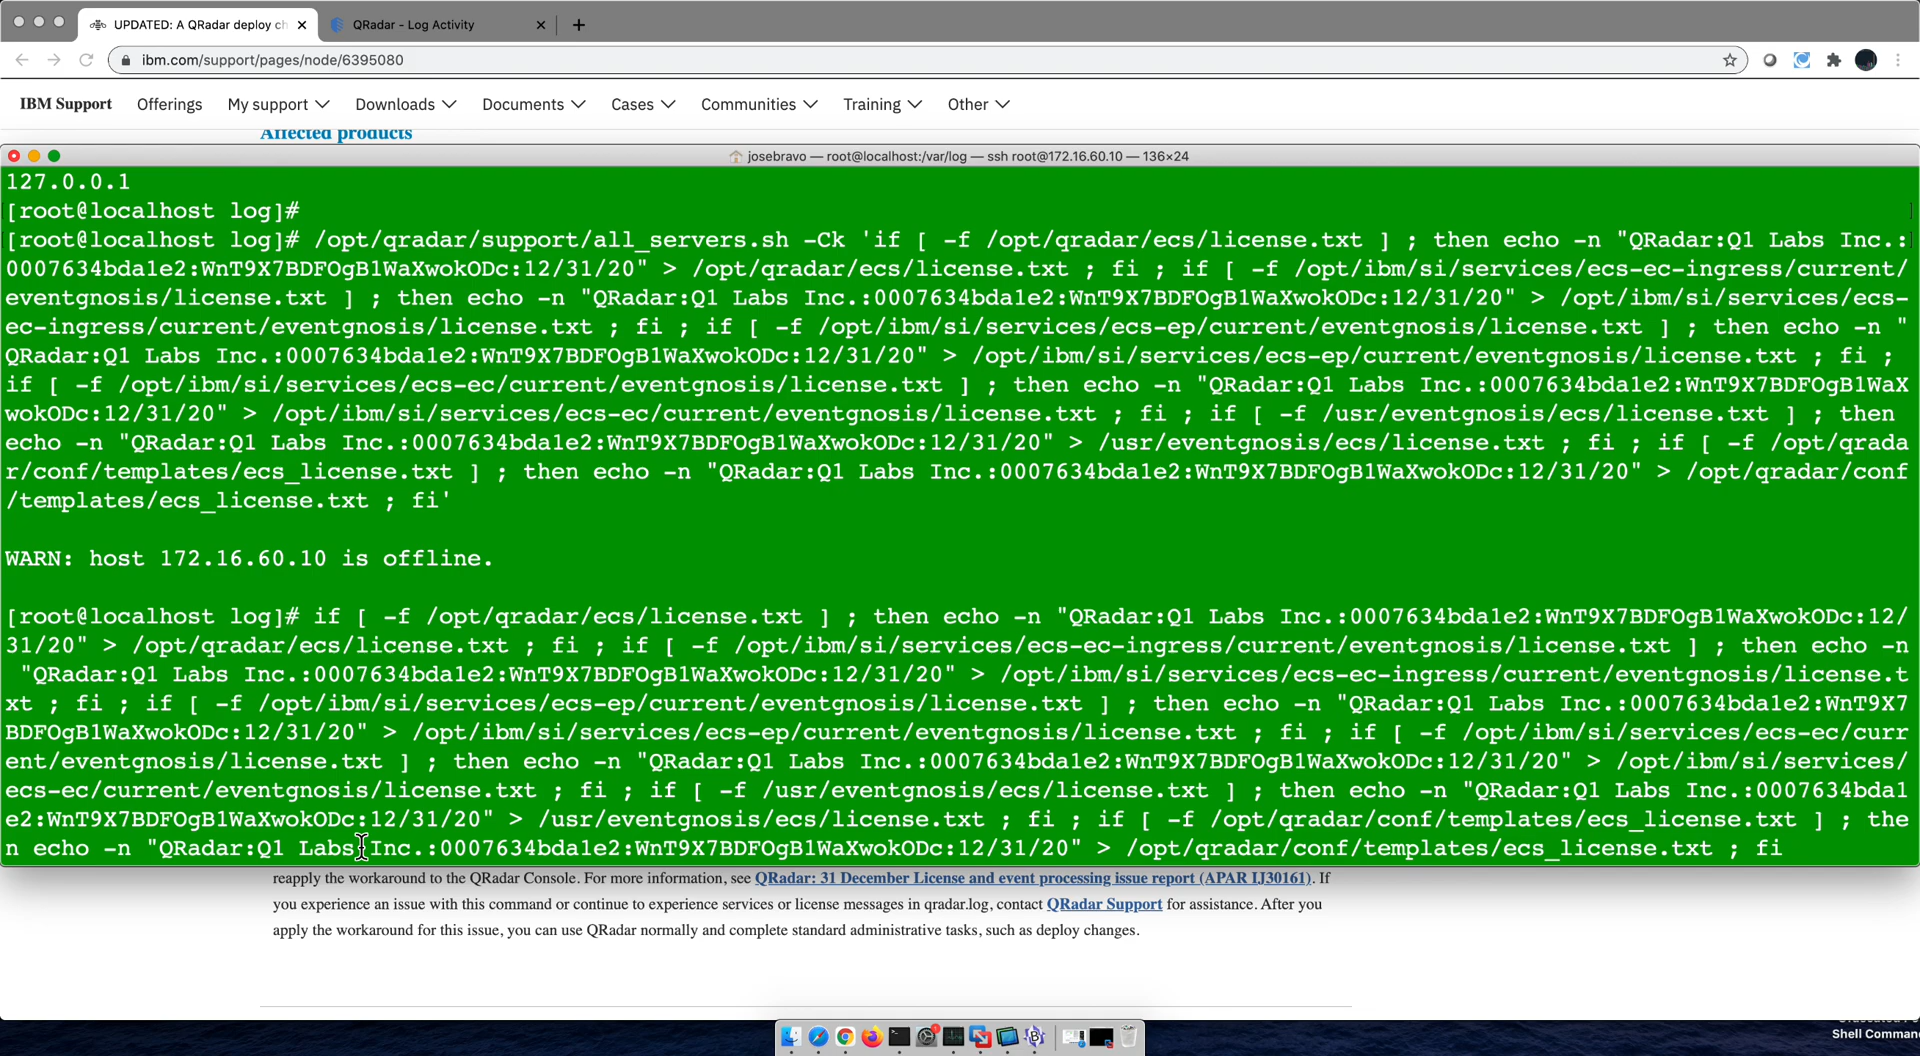 UPDATED: A QRadar deploy ch
QRadar - Log Activity
ibm.com/support/pages/node/6395080
IBM Support Offerings My support Downloads Documents Cases Communities Training Other
Affected products
josebravo — root@localhost:/var/log — ssh root@172.16.60.10 — 136×24
127.0.0.1
[root@localhost log]#
[root@localhost log]# /opt/qradar/support/all_servers.sh -Ck 'if [ -f /opt/qradar/ecs/license.txt ] ; then echo -n "QRadar:Q1 Labs Inc.:
0007634bda1e2:WnT9X7BDFOgB1WaXwokODc:12/31/20" > /opt/qradar/ecs/license.txt ; fi ; if [ -f /opt/ibm/si/services/ecs-ec-ingress/current/
eventgnosis/license.txt ] ; then echo -n "QRadar:Q1 Labs Inc.:0007634bda1e2:WnT9X7BDFOgB1WaXwokODc:12/31/20" > /opt/ibm/si/services/ecs-
ec-ingress/current/eventgnosis/license.txt ; fi ; if [ -f /opt/ibm/si/services/ecs-ep/current/eventgnosis/license.txt ] ; then echo -n "
QRadar:Q1 Labs Inc.:0007634bda1e2:WnT9X7BDFOgB1WaXwokODc:12/31/20" > /opt/ibm/si/services/ecs-ep/current/eventgnosis/license.txt ; fi ;
if [ -f /opt/ibm/si/services/ecs-ec/current/eventgnosis/license.txt ] ; then echo -n "QRadar:Q1 Labs Inc.:0007634bda1e2:WnT9X7BDFOgB1WaX
wokODc:12/31/20" > /opt/ibm/si/services/ecs-ec/current/eventgnosis/license.txt ; fi ; if [ -f /usr/eventgnosis/ecs/license.txt ] ; then
echo -n "QRadar:Q1 Labs Inc.:0007634bda1e2:WnT9X7BDFOgB1WaXwokODc:12/31/20" > /usr/eventgnosis/ecs/license.txt ; fi ; if [ -f /opt/qrada
r/conf/templates/ecs_license.txt ] ; then echo -n "QRadar:Q1 Labs Inc.:0007634bda1e2:WnT9X7BDFOgB1WaXwokODc:12/31/20" > /opt/qradar/conf
/templates/ecs_license.txt ; fi'
WARN: host 172.16.60.10 is offline.
[root@localhost log]# if [ -f /opt/qradar/ecs/license.txt ] ; then echo -n "QRadar:Q1 Labs Inc.:0007634bda1e2:WnT9X7BDFOgB1WaXwokODc:12/
31/20" > /opt/qradar/ecs/license.txt ; fi ; if [ -f /opt/ibm/si/services/ecs-ec-ingress/current/eventgnosis/license.txt ] ; then echo -n
"QRadar:Q1 Labs Inc.:0007634bda1e2:WnT9X7BDFOgB1WaXwokODc:12/31/20" > /opt/ibm/si/services/ecs-ec-ingress/current/eventgnosis/license.t
xt ; fi ; if [ -f /opt/ibm/si/services/ecs-ep/current/eventgnosis/license.txt ] ; then echo -n "QRadar:Q1 Labs Inc.:0007634bda1e2:WnT9X7
BDFOgB1WaXwokODc:12/31/20" > /opt/ibm/si/services/ecs-ep/current/eventgnosis/license.txt ; fi ; if [ -f /opt/ibm/si/services/ecs-ec/curr
ent/eventgnosis/license.txt ] ; then echo -n "QRadar:Q1 Labs Inc.:0007634bda1e2:WnT9X7BDFOgB1WaXwokODc:12/31/20" > /opt/ibm/si/services/
ecs-ec/current/eventgnosis/license.txt ; fi ; if [ -f /usr/eventgnosis/ecs/license.txt ] ; then echo -n "QRadar:Q1 Labs Inc.:0007634bda1
e2:WnT9X7BDFOgB1WaXwokODc:12/31/20" > /usr/eventgnosis/ecs/license.txt ; fi ; if [ -f /opt/qradar/conf/templates/ecs_license.txt ] ; the
n echo -n "QRadar:Q1 Labs Inc.:0007634bda1e2:WnT9X7BDFOgB1WaXwokODc:12/31/20" > /opt/qradar/conf/templates/ecs_license.txt ; fi
reapply the workaround to the QRadar Console. For more information, see QRadar: 31 December License and event processing issue report (APAR IJ30161). If
you experience an issue with this command or continue to experience services or license messages in qradar.log, contact QRadar Support for assistance. After you
apply the workaround for this issue, you can use QRadar normally and complete standard administrative tasks, such as deploy changes.
Shell Comman